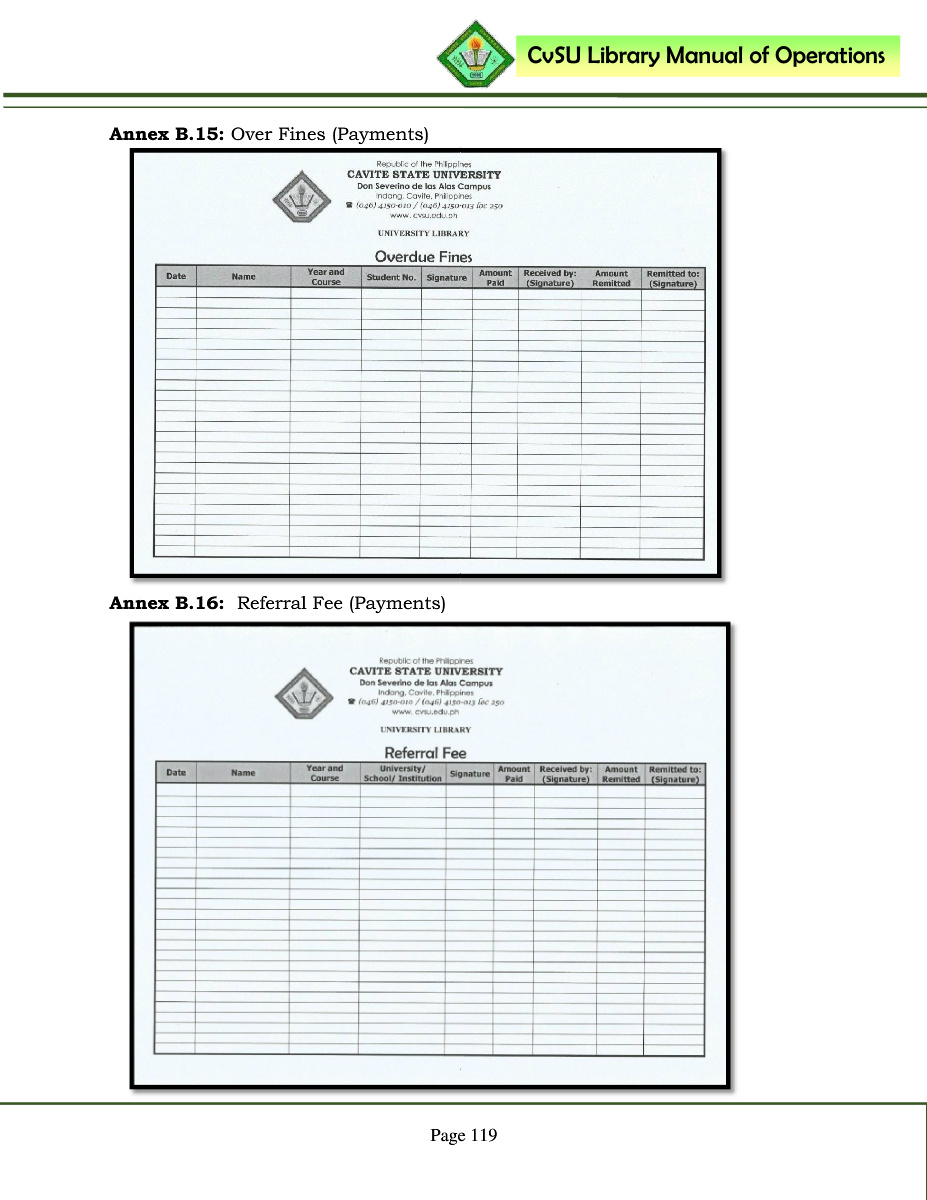 CvSU Library Manual of Operations
Annex B.15: Over Fines (Payments)
Republic of the Philippines
CAVITE STATE UNIVERSITY
Don Severino de las Alas Campus
Indang, Cavite, Philippines
☎ (046) 4150-010 / (046) 4150-013 loc 250
www. cvsu.edu.ph
UNIVERSITY LIBRARY
Overdue Fines
Date Name Year and Course Student No. Signature Amount Paid Received by: (Signature) Amount Remitted Remitted to: (Signature)
Annex B.16: Referral Fee (Payments)
Republic of the Philippines
CAVITE STATE UNIVERSITY
Don Severino de las Alas Campus
Indang, Cavite, Philippines
☎ (046) 4150-010 / (046) 4150-013 loc 250
www. cvsu.edu.ph
UNIVERSITY LIBRARY
Referral Fee
Date Name Year and Course University/ School/ Institution Signature Amount Paid Received by: (Signature) Amount Remitted Remitted to: (Signature)
Page 119